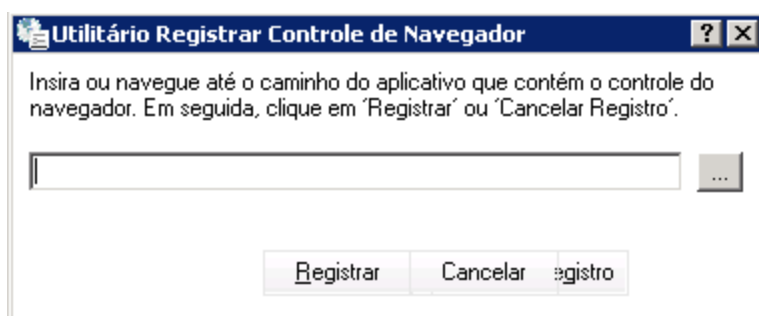 Utilitário Registrar Controle de Navegador
Insira ou navegue até o caminho do aplicativo que contém o controle do
navegador. Em seguida, clique em ´Registrar´ ou ´Cancelar Registro´.
...
Registrar Cancelar egistro